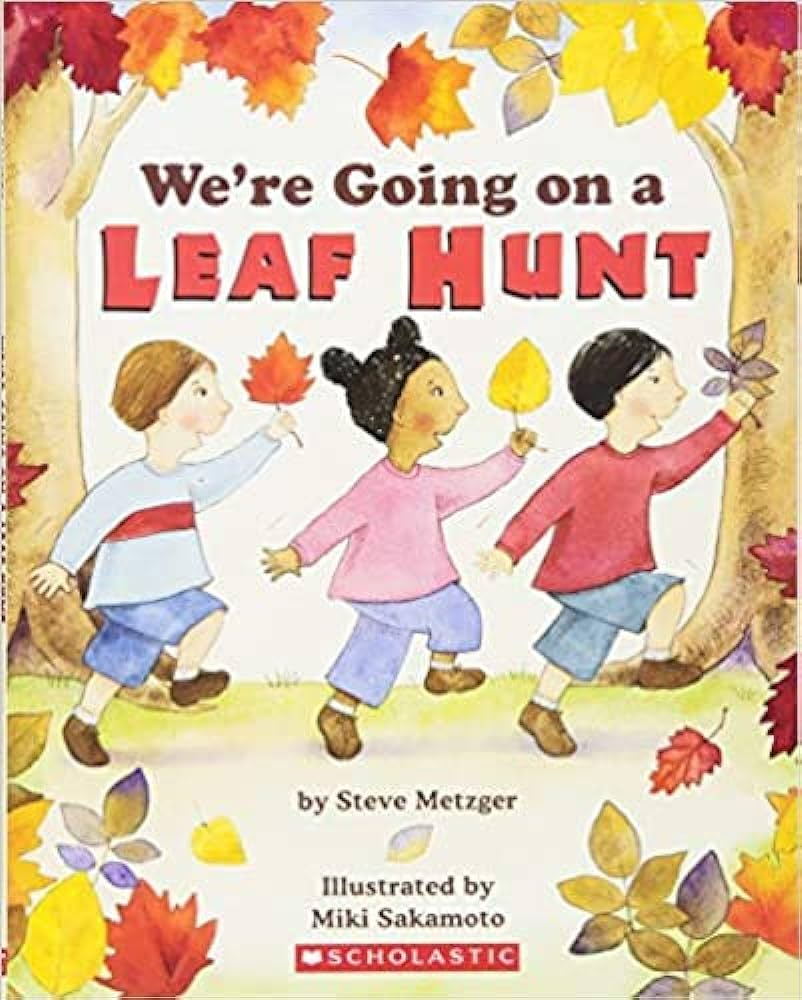 We're Going on a
LEAF HUNT
by Steve Metzger
Illustrated by
Miki Sakamoto
SCHOLASTIC